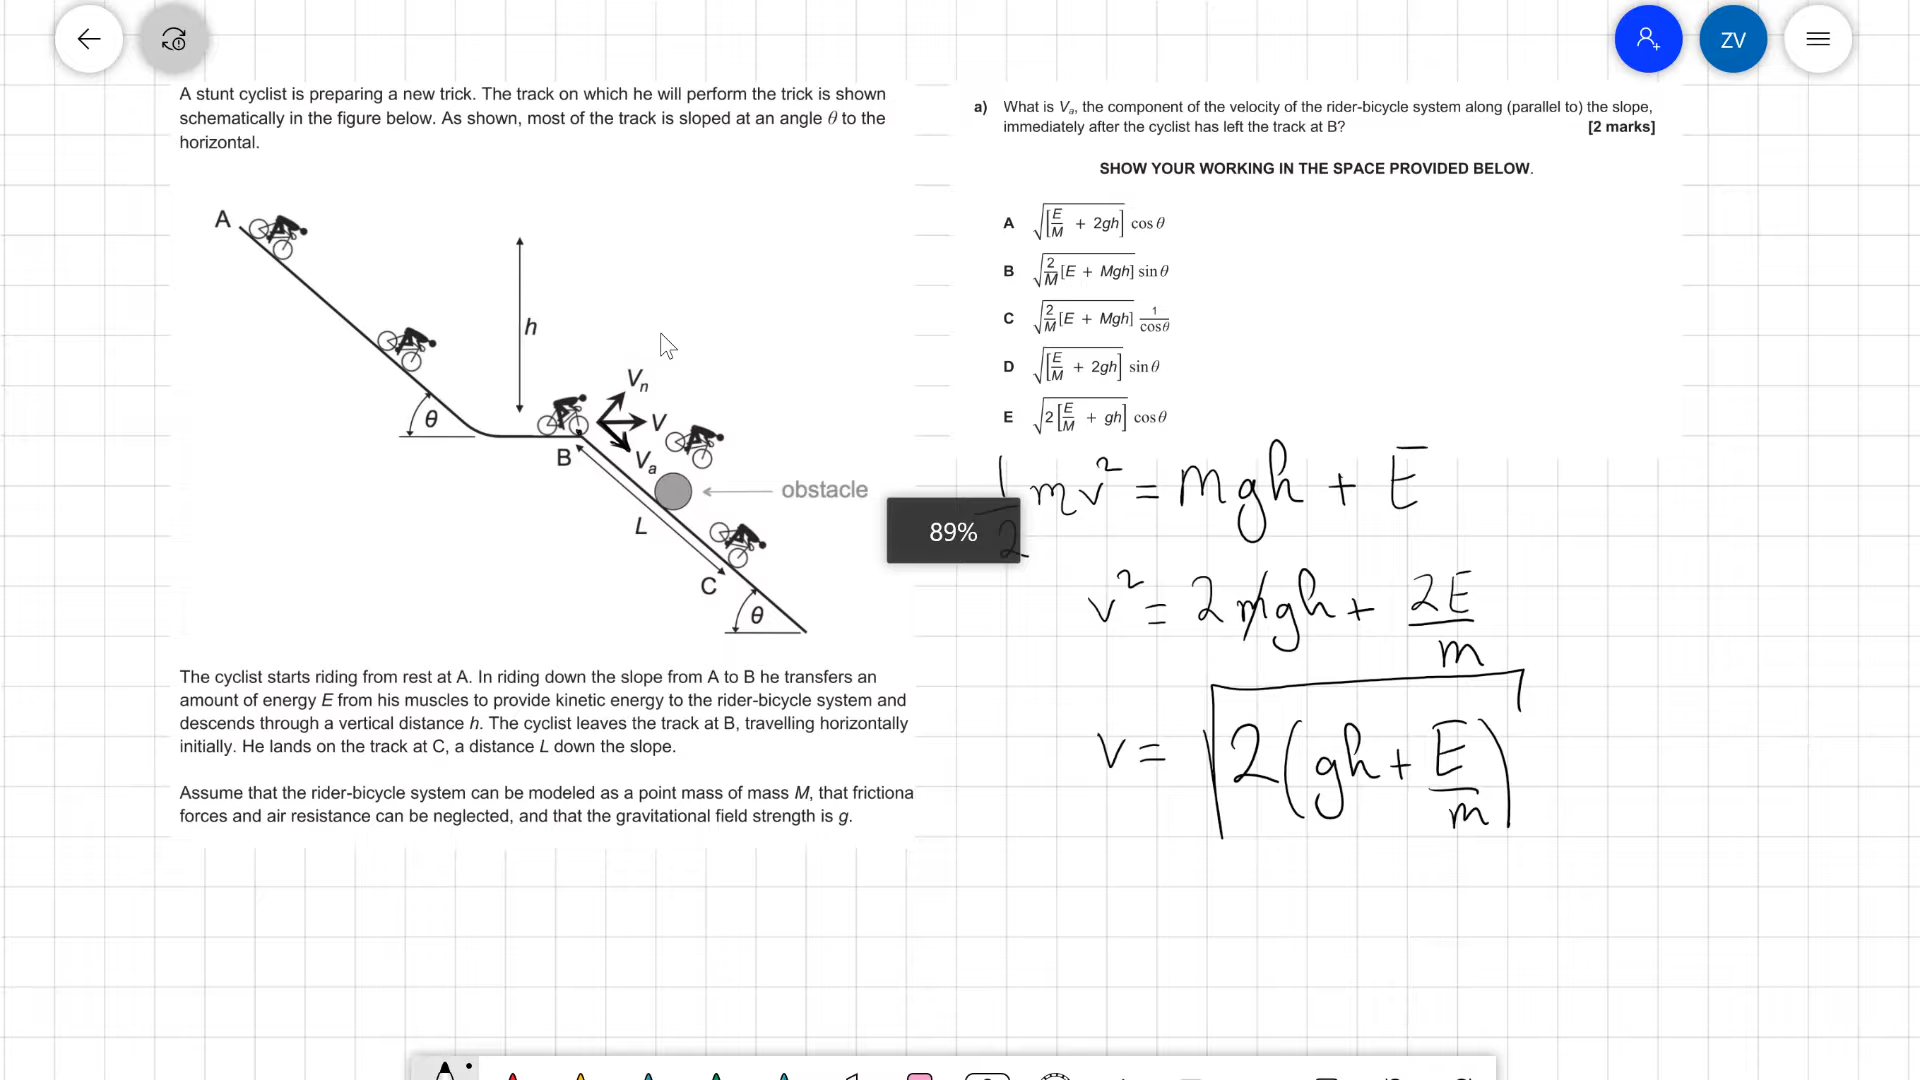 ZV
A stunt cyclist is preparing a new trick. The track on which he will perform the trick is shown
schematically in the figure below. As shown, most of the track is sloped at an angle θ to the
horizontal.
A
h
θ
V_n
V
V_a
B
obstacle
L
C
θ
The cyclist starts riding from rest at A. In riding down the slope from A to B he transfers an
amount of energy E from his muscles to provide kinetic energy to the rider-bicycle system and
descends through a vertical distance h. The cyclist leaves the track at B, travelling horizontally
initially. He lands on the track at C, a distance L down the slope.
Assume that the rider-bicycle system can be modeled as a point mass of mass M, that frictiona
forces and air resistance can be neglected, and that the gravitational field strength is g.
a) What is V_a, the component of the velocity of the rider-bicycle system along (parallel to) the slope,
immediately after the cyclist has left the track at B? [2 marks]
SHOW YOUR WORKING IN THE SPACE PROVIDED BELOW.
A √[E/M + 2gh] cos θ
B √(2/M [E + Mgh]) sin θ
C √(2/M [E + Mgh]) 1/cos θ
D √[E/M + 2gh] sin θ
E √(2[E/M + gh]) cos θ
1/2 mv² = mgh + E
89%
v² = 2mgh + 2E/m
v = √(2(gh + E/m))